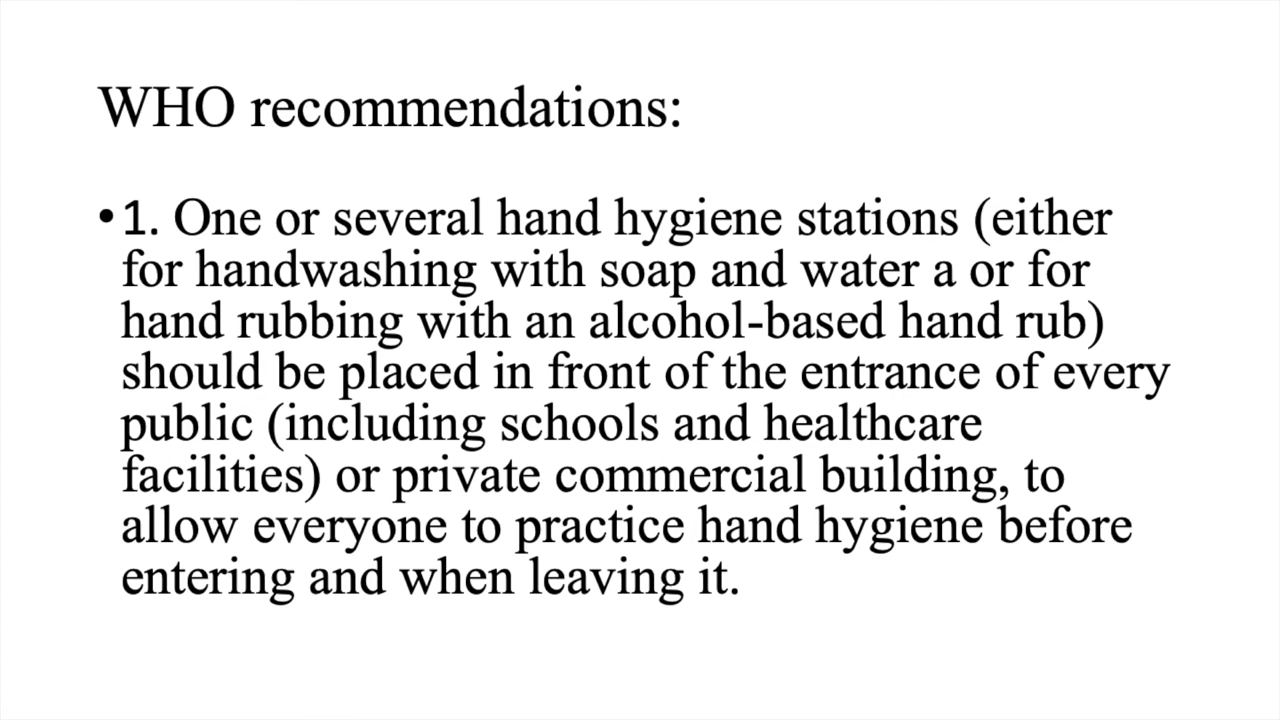 WHO recommendations:
•1. One or several hand hygiene stations (either
for handwashing with soap and water a or for
hand rubbing with an alcohol-based hand rub)
should be placed in front of the entrance of every
public (including schools and healthcare
facilities) or private commercial building, to
allow everyone to practice hand hygiene before
entering and when leaving it.